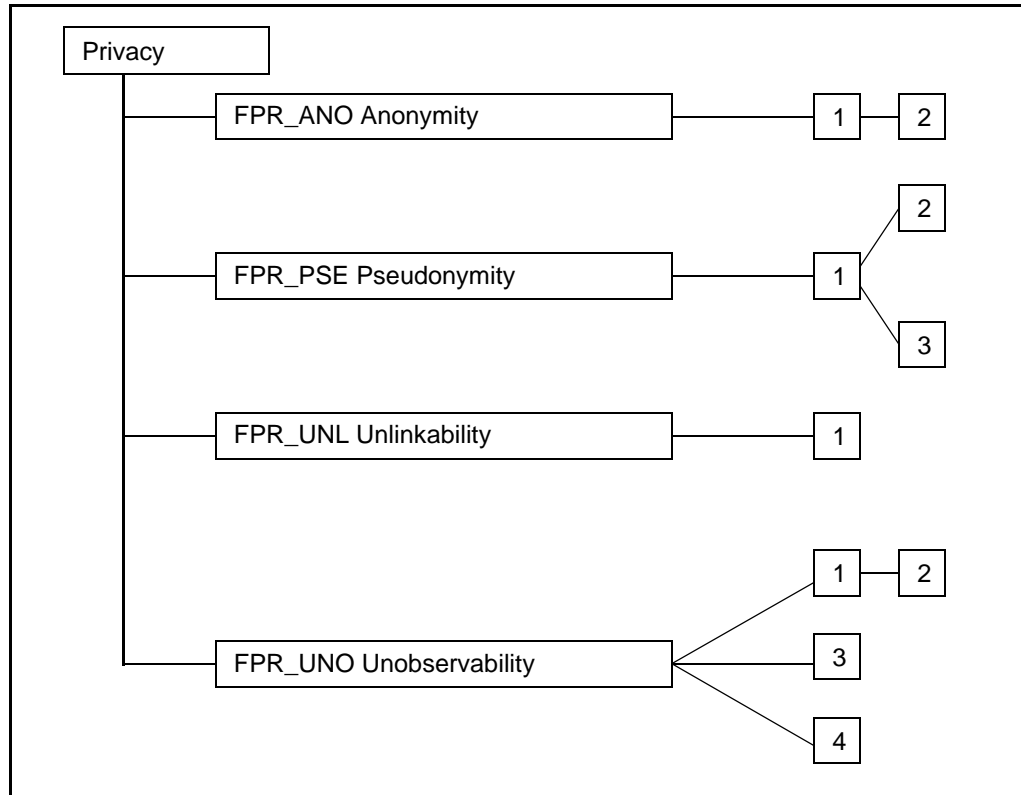 Privacy
FPR_ANO Anonymity 1 2
2
FPR_PSE Pseudonymity 1
3
FPR_UNL Unlinkability 1
1 2
FPR_UNO Unobservability 3
4